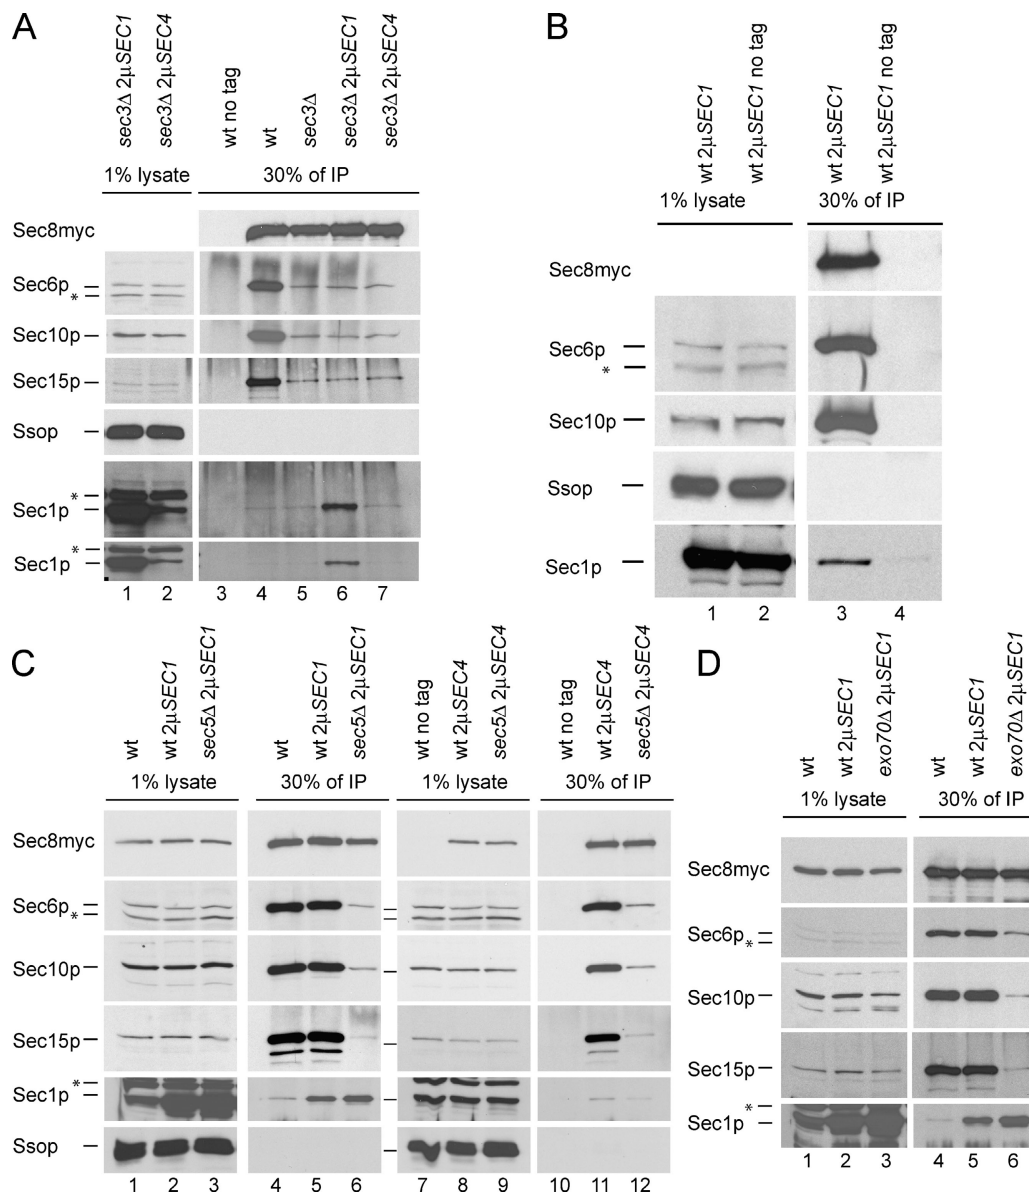 A
sec3Δ 2μSEC1
sec3Δ 2μSEC4
wt no tag
wt
sec3Δ
sec3Δ 2μSEC1
sec3Δ 2μSEC4
1% lysate
30% of IP
Sec8myc
Sec6p
*
Sec10p
Sec15p
Ssop
*
Sec1p
*
Sec1p
1 2 3 4 5 6 7
B
wt 2μSEC1
wt 2μSEC1 no tag
wt 2μSEC1
wt 2μSEC1 no tag
1% lysate
30% of IP
Sec8myc
Sec6p
*
Sec10p
Ssop
Sec1p
1 2 3 4
C
wt
wt 2μSEC1
sec5Δ 2μSEC1
wt
wt 2μSEC1
sec5Δ 2μSEC1
wt no tag
wt 2μSEC4
sec5Δ 2μSEC4
wt no tag
wt 2μSEC4
sec5Δ 2μSEC4
1% lysate
30% of IP
1% lysate
30% of IP
Sec8myc
Sec6p
*
Sec10p
Sec15p
*
Sec1p
Ssop
1 2 3 4 5 6 7 8 9 10 11 12
D
wt
wt 2μSEC1
exo70Δ 2μSEC1
wt
wt 2μSEC1
exo70Δ 2μSEC1
1% lysate
30% of IP
Sec8myc
Sec6p
*
Sec10p
Sec15p
*
Sec1p
1 2 3 4 5 6